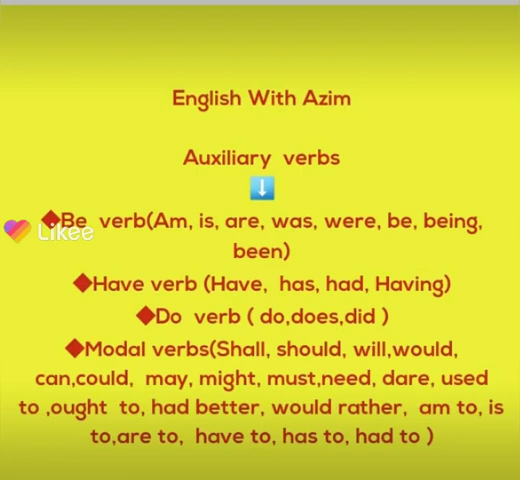 English With Azim
Auxiliary verbs
⬇️
♦Be verb(Am, is, are, was, were, be, being,
Likee
been)
♦Have verb (Have, has, had, Having)
♦Do verb ( do,does,did )
♦Modal verbs(Shall, should, will,would,
can,could, may, might, must,need, dare, used
to ,ought to, had better, would rather, am to, is
to,are to, have to, has to, had to )